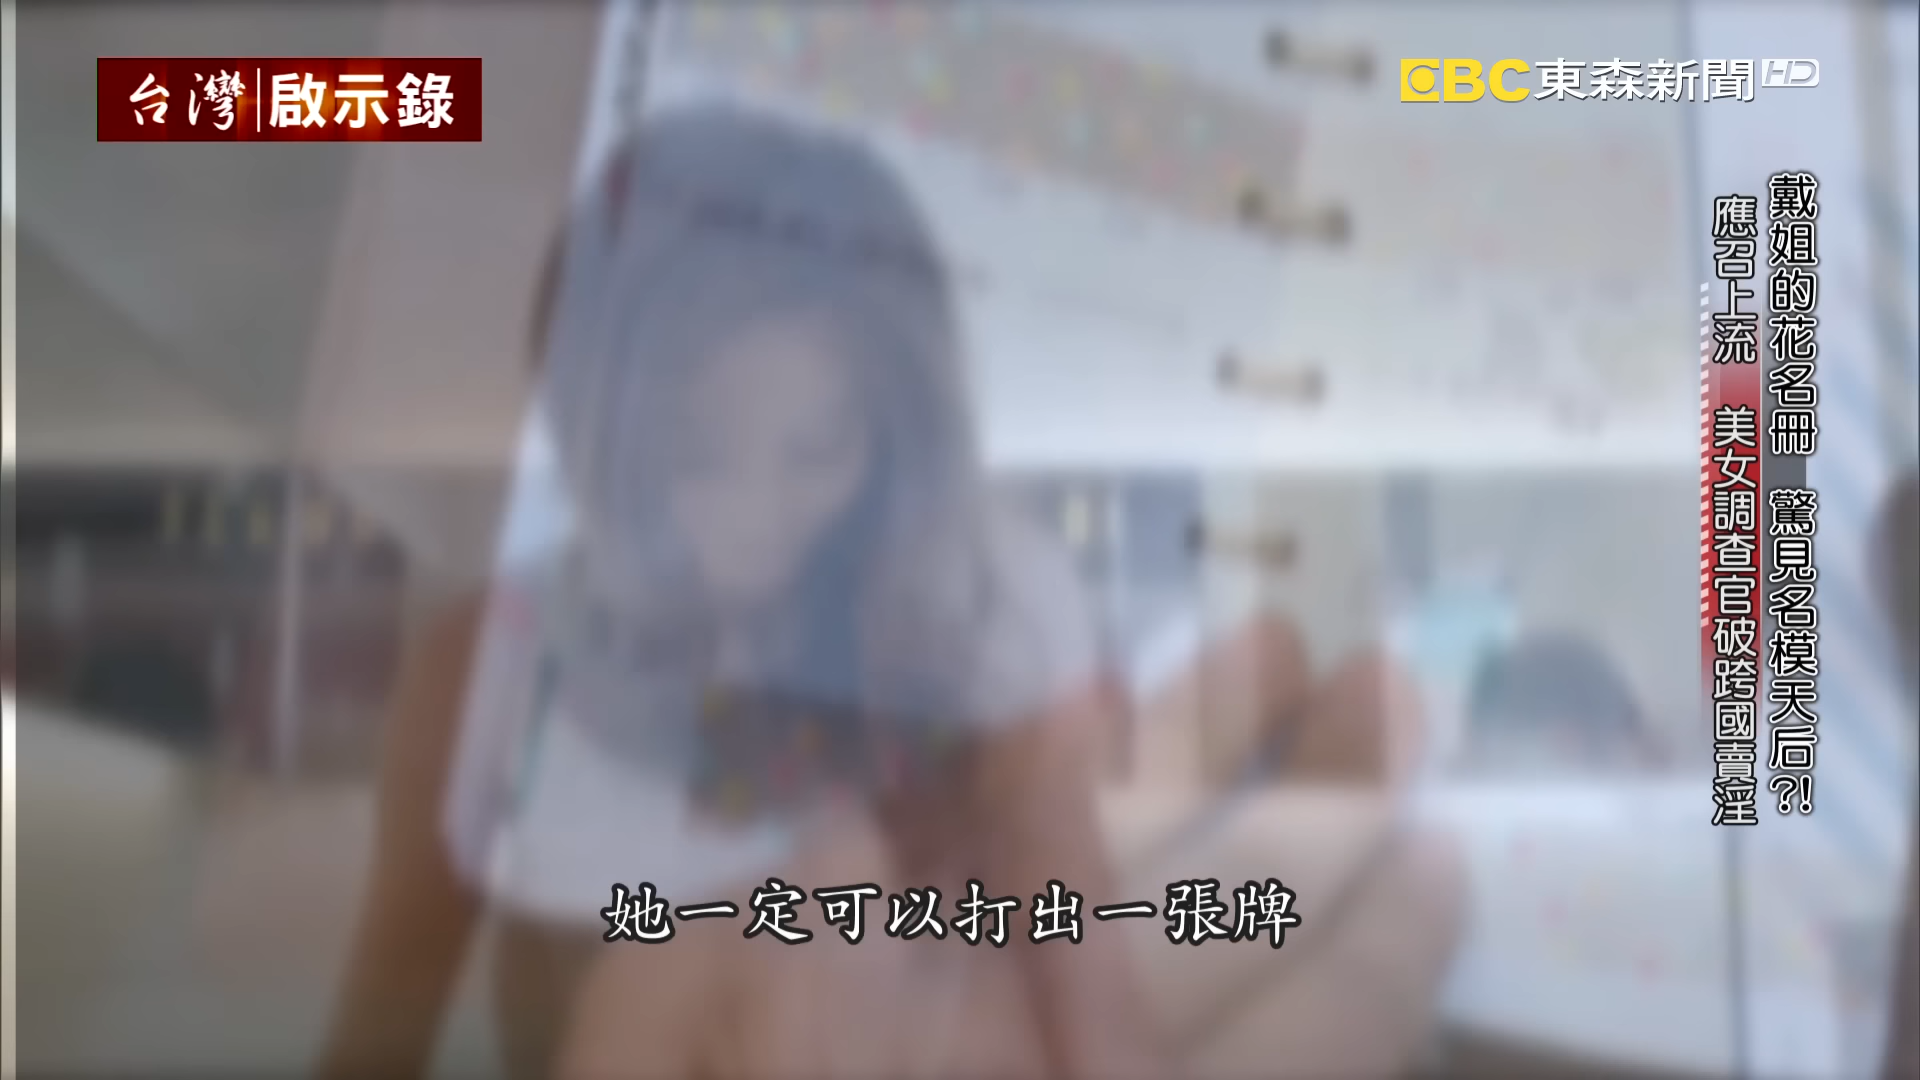 台灣啟示錄
EBC東森新聞HD
戴姐的花名冊 驚見名模天后?!
應召上流 美女調查官破跨國賣淫
她一定可以打出一張牌